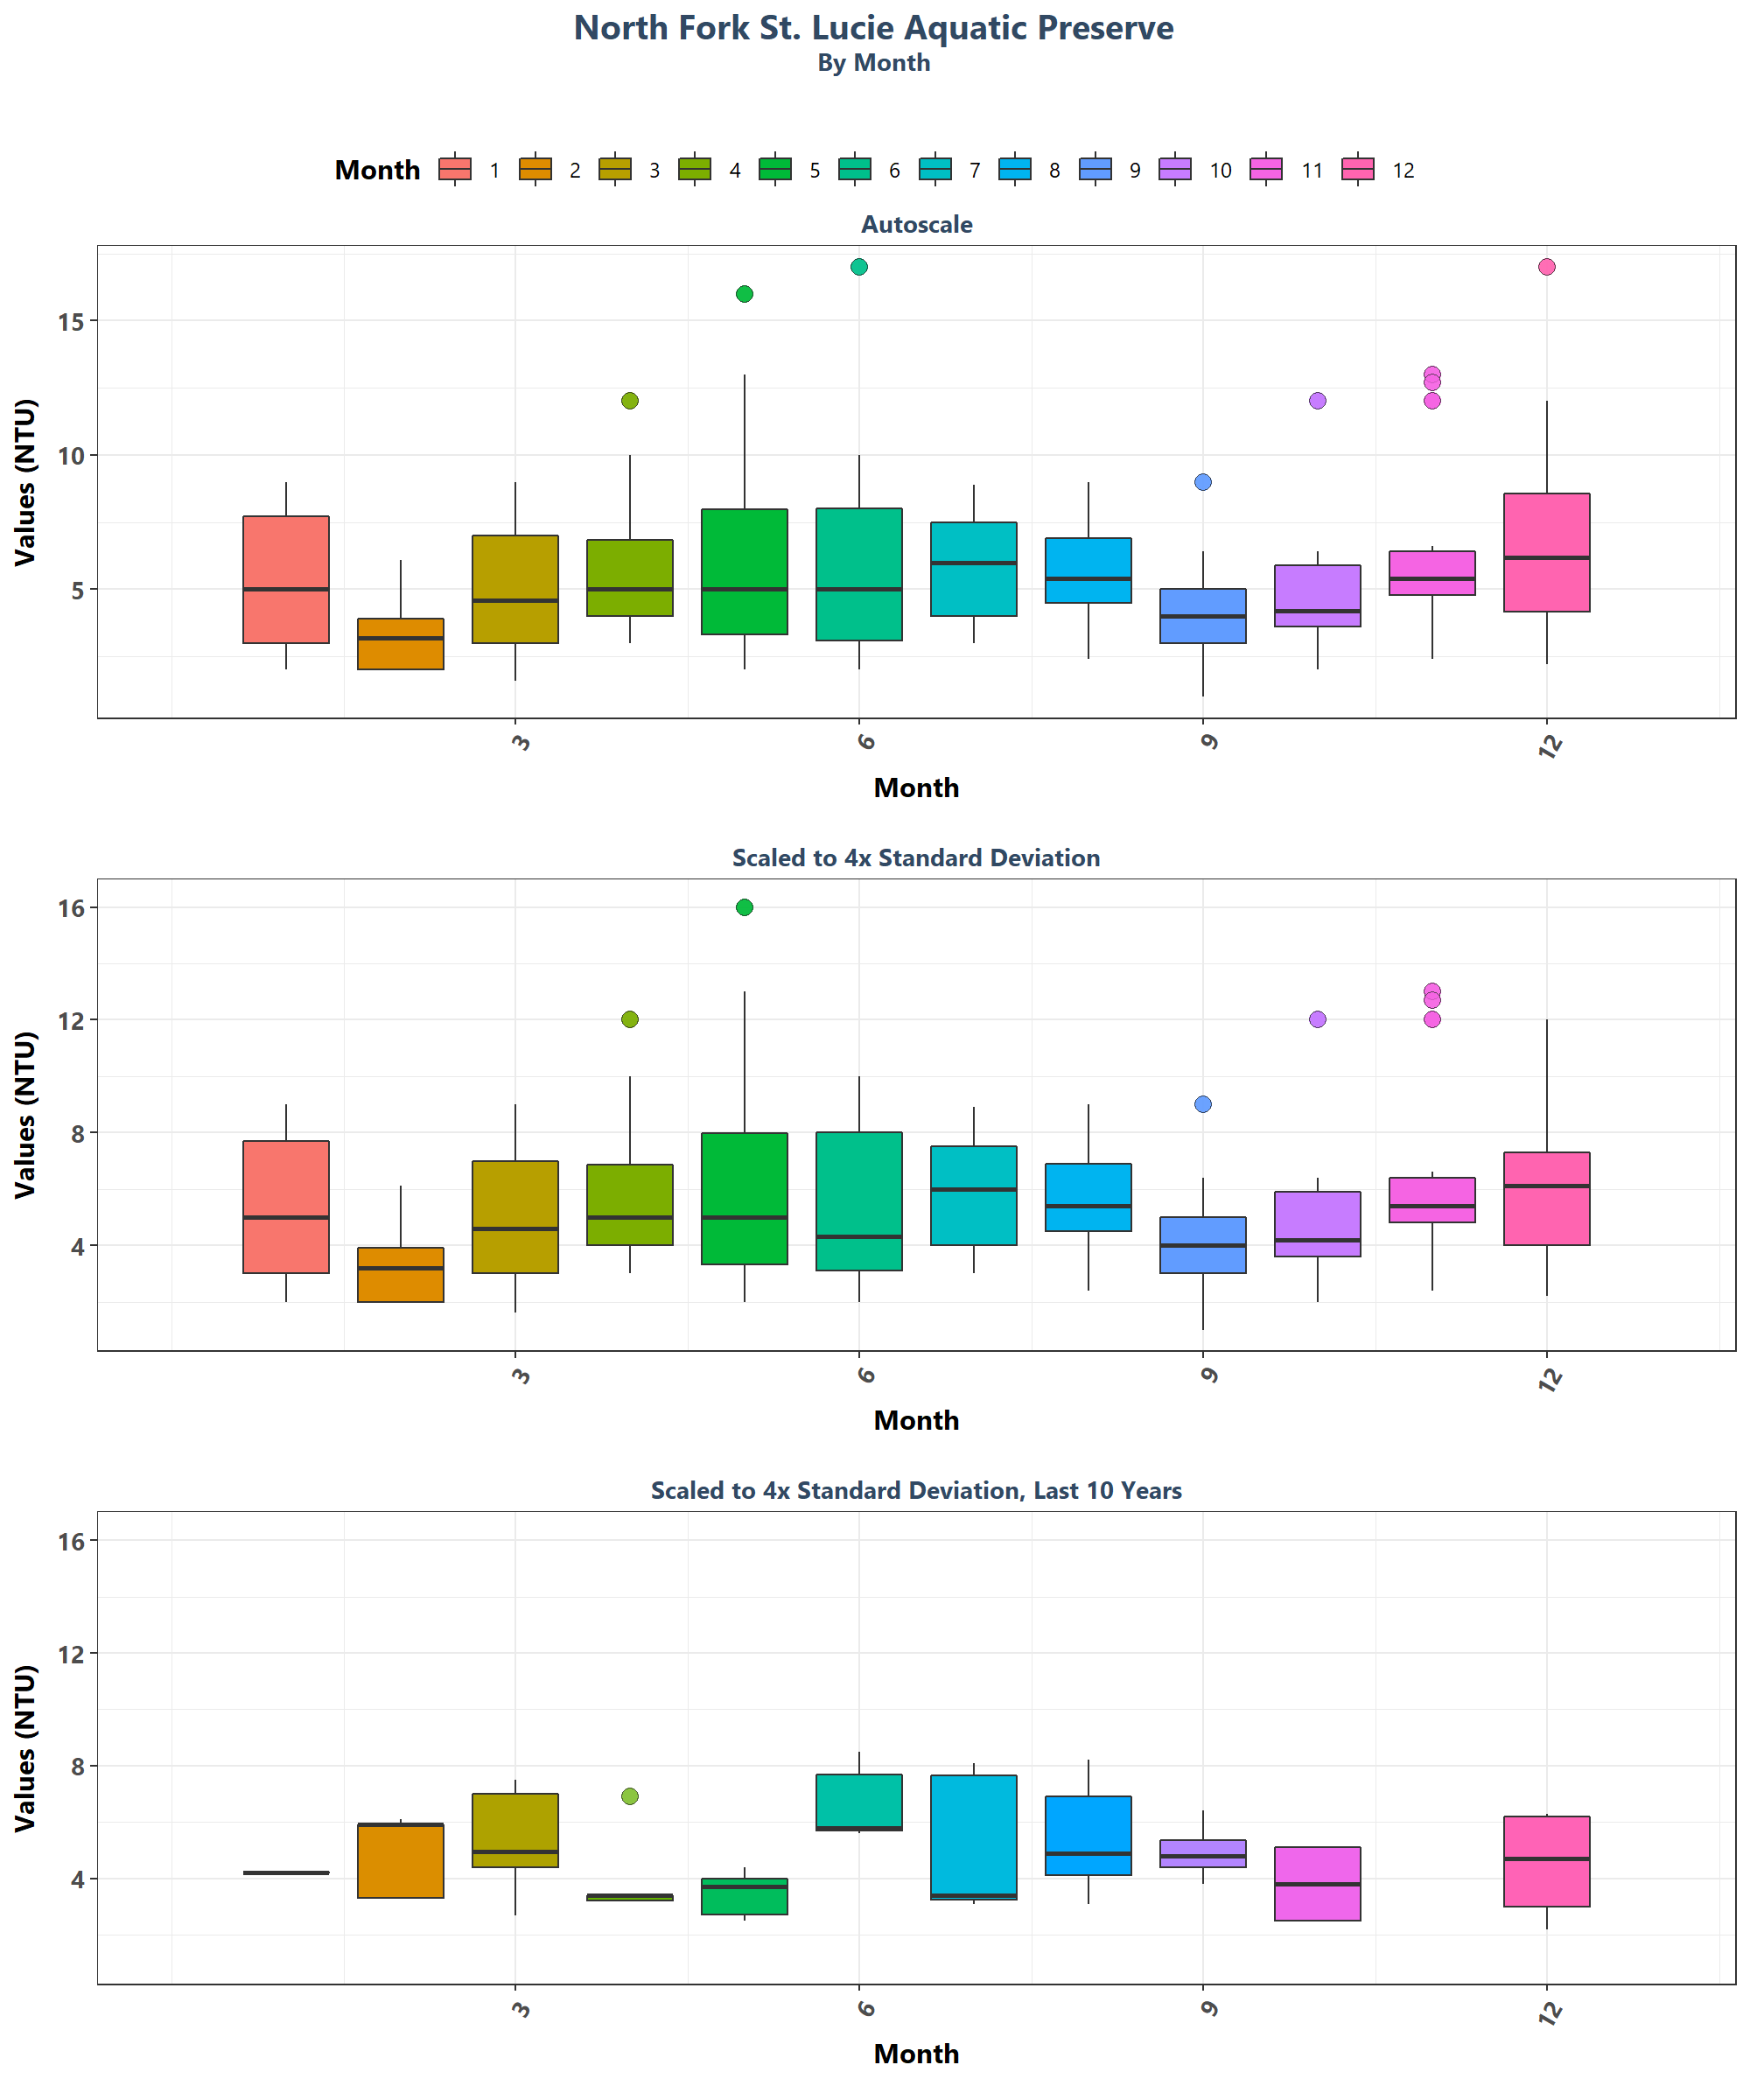 North Fork St. Lucie Aquatic Preserve
By Month
Month 1 2 3 4 5 6 7 8 9 10 11 12
Autoscale
Values (NTU)
15
10
5
3 6 9 12
Month
Scaled to 4x Standard Deviation
Values (NTU)
16
12
8
4
3 6 9 12
Month
Scaled to 4x Standard Deviation, Last 10 Years
Values (NTU)
16
12
8
4
3 6 9 12
Month